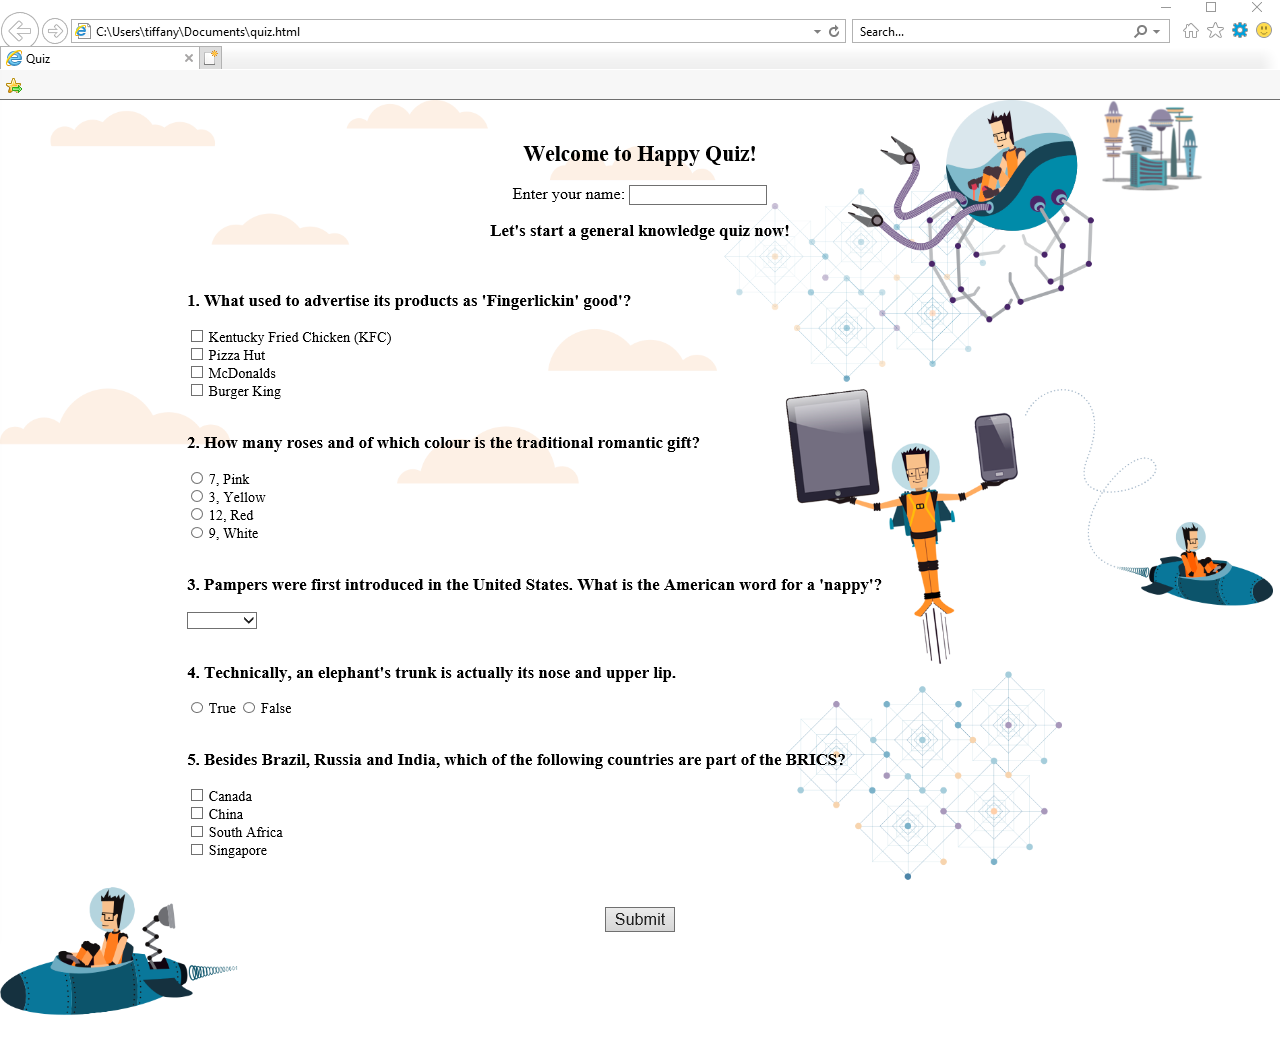 C:\Users\tiffany\Documents\quiz.html
Search...
Quiz
Welcome to Happy Quiz!
Enter your name:
Let's start a general knowledge quiz now!
1. What used to advertise its products as 'Fingerlickin' good'?
Kentucky Fried Chicken (KFC)
Pizza Hut
McDonalds
Burger King
2. How many roses and of which colour is the traditional romantic gift?
7, Pink
3, Yellow
12, Red
9, White
3. Pampers were first introduced in the United States. What is the American word for a 'nappy'?
4. Technically, an elephant's trunk is actually its nose and upper lip.
True False
5. Besides Brazil, Russia and India, which of the following countries are part of the BRICS?
Canada
China
South Africa
Singapore
Submit